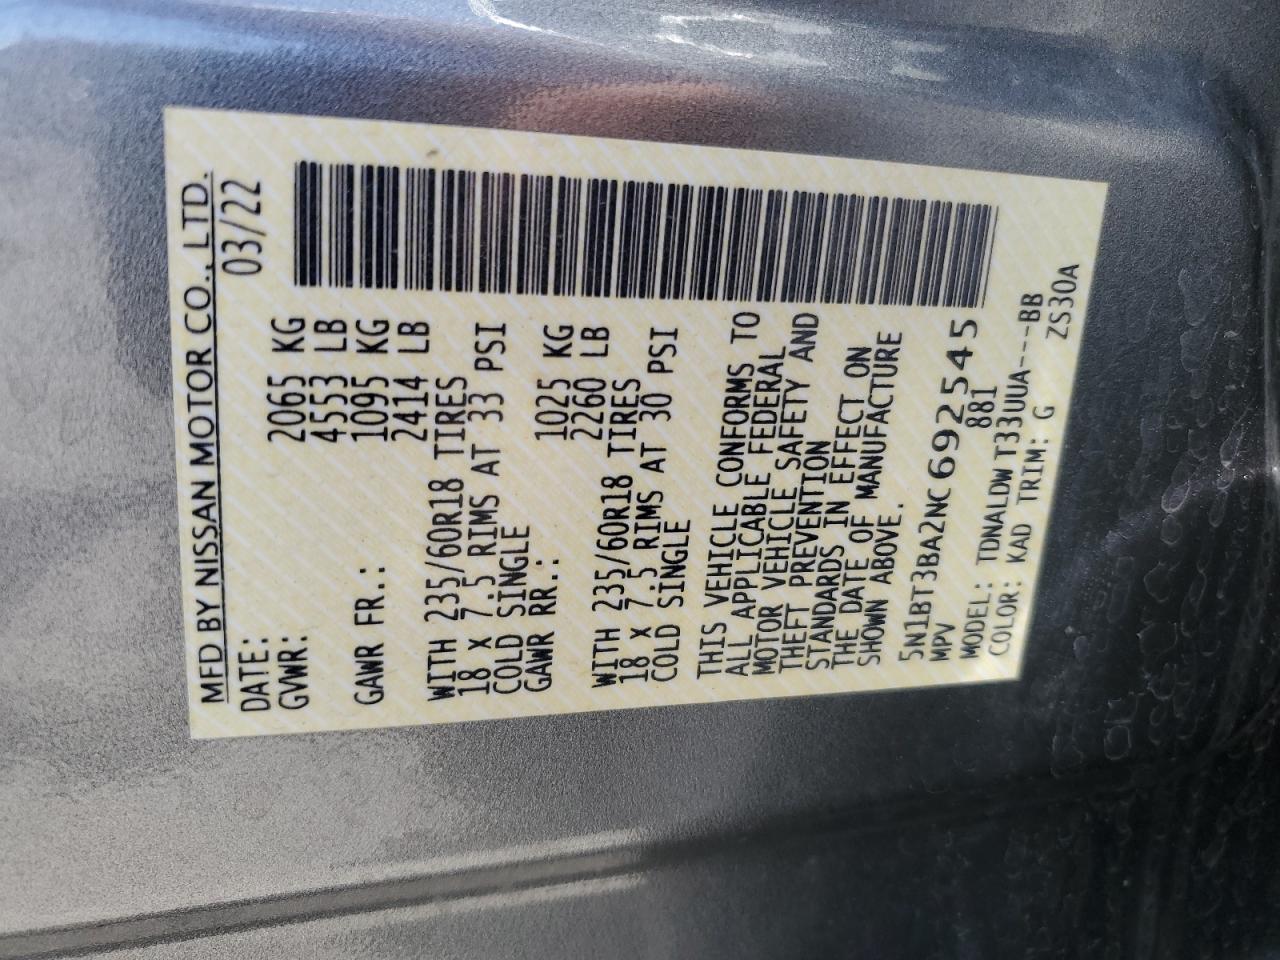 MFD BY NISSAN MOTOR CO., LTD.
DATE: 03/22
GVWR: 2065 KG
4553 LB
GAWR FR.: 1095 KG
2414 LB
WITH 235/60R18 TIRES
18 X 7.5 RIMS AT 33 PSI
COLD SINGLE
GAWR RR.: 1025 KG
2260 LB
WITH 235/60R18 TIRES
18 X 7.5 RIMS AT 30 PSI
COLD SINGLE
THIS VEHICLE CONFORMS TO
ALL APPLICABLE FEDERAL
MOTOR VEHICLE SAFETY AND
THEFT PREVENTION
STANDARDS IN EFFECT ON
THE DATE OF MANUFACTURE
SHOWN ABOVE.
5N1BT3BA2NC692545
MPV 881
MODEL: TDNALDWT33UUA---BB
COLOR: KAD TRIM: G ZS30A